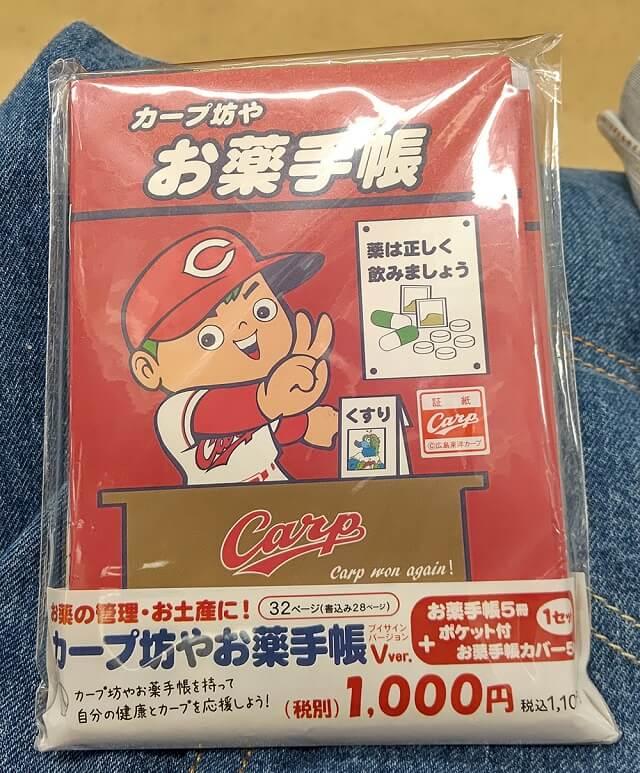 カープ坊や
お薬手帳
C
薬は正しく
飲みましょう
くすり
証紙
Carp
©広島東洋カープ
Carp
Carp won again!
お薬の管理・お土産に!
32ページ(書込み28ページ)
カープ坊やお薬手帳 ブイサインバージョン Vver.
お薬手帳5冊
+ ポケット付
お薬手帳カバー5
1セッ
カープ坊やお薬手帳を持って
自分の健康とカープを応援しよう!
(税別) 1,000円 税込1,10